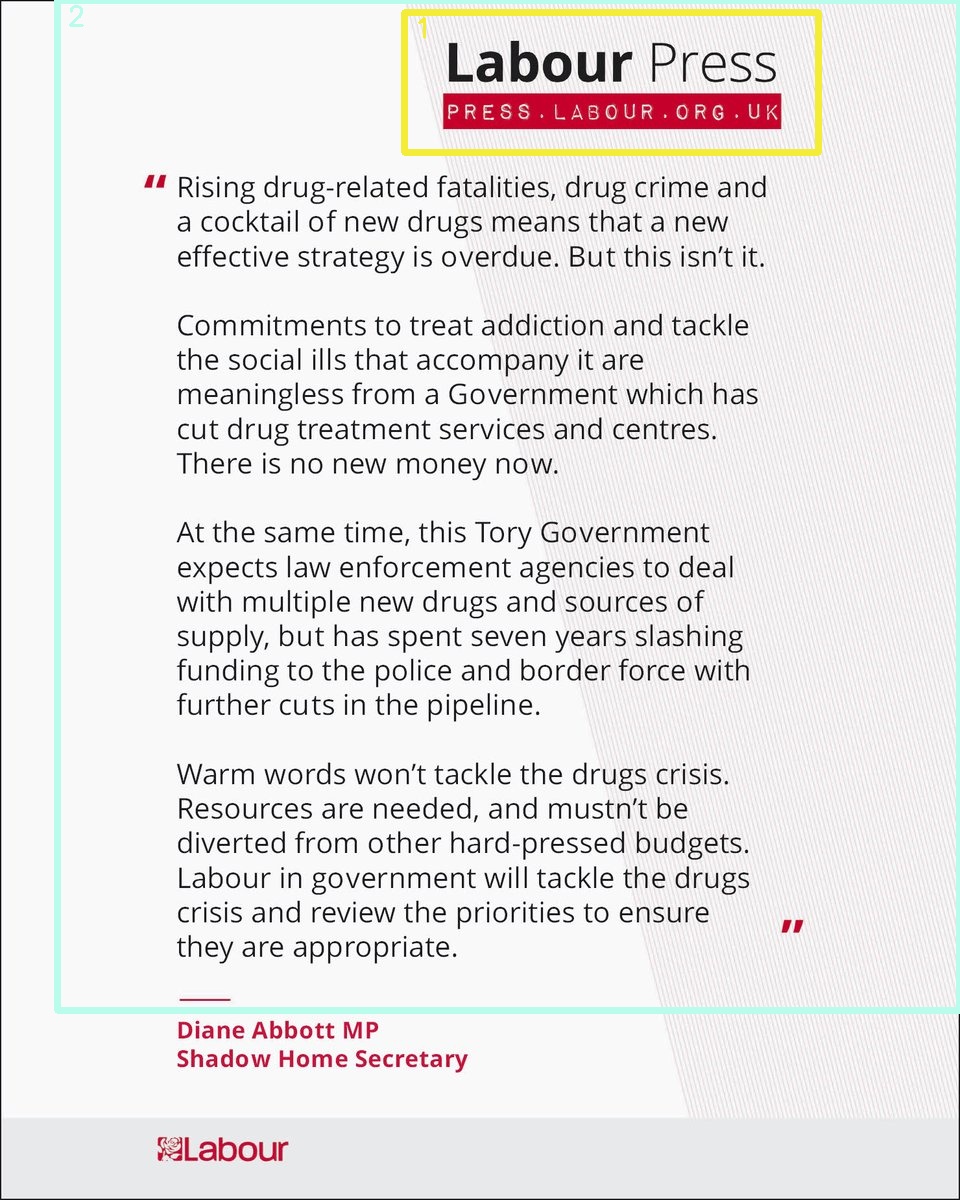 2
1
Labour Press
PRESS.LABOUR.ORG.UK
“ Rising drug-related fatalities, drug crime and
a cocktail of new drugs means that a new
effective strategy is overdue. But this isn’t it.
Commitments to treat addiction and tackle
the social ills that accompany it are
meaningless from a Government which has
cut drug treatment services and centres.
There is no new money now.
At the same time, this Tory Government
expects law enforcement agencies to deal
with multiple new drugs and sources of
supply, but has spent seven years slashing
funding to the police and border force with
further cuts in the pipeline.
Warm words won’t tackle the drugs crisis.
Resources are needed, and mustn’t be
diverted from other hard-pressed budgets.
Labour in government will tackle the drugs
crisis and review the priorities to ensure
they are appropriate. ”
Diane Abbott MP
Shadow Home Secretary
Labour